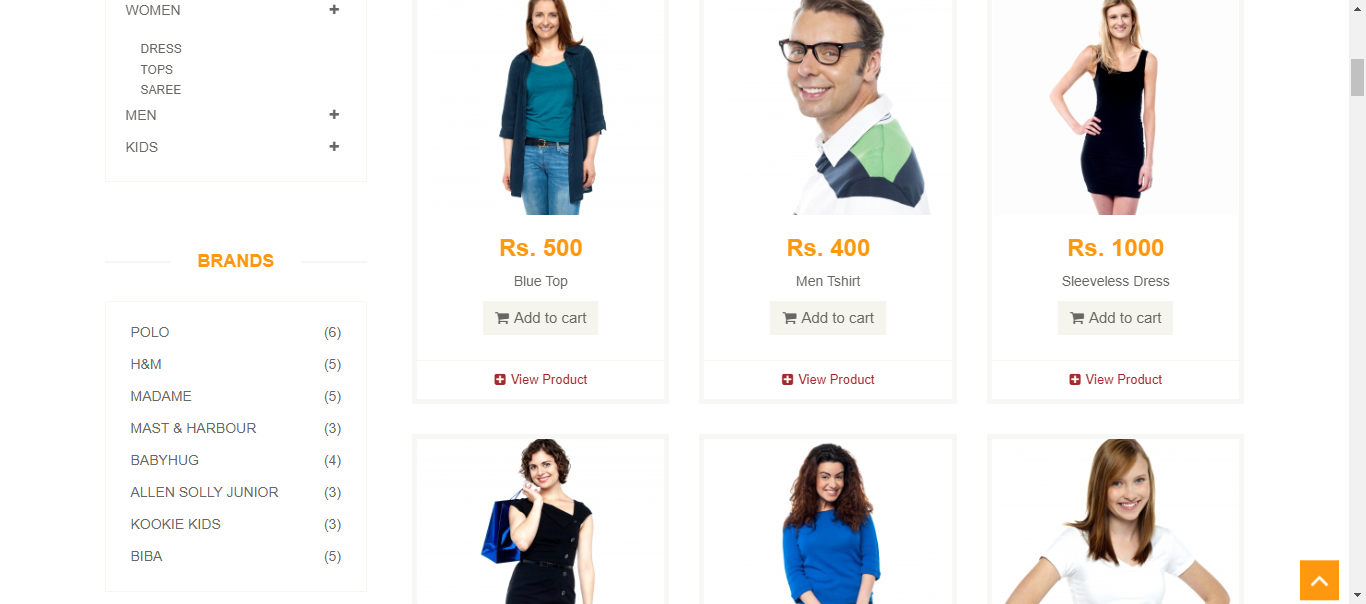 WOMEN
DRESS
TOPS
SAREE
MEN
KIDS
BRANDS
POLO (6)
H&M (5)
MADAME (5)
MAST & HARBOUR (3)
BABYHUG (4)
ALLEN SOLLY JUNIOR (3)
KOOKIE KIDS (3)
BIBA (5)
Rs. 500
Blue Top
Add to cart
View Product
Rs. 400
Men Tshirt
Add to cart
View Product
Rs. 1000
Sleeveless Dress
Add to cart
View Product